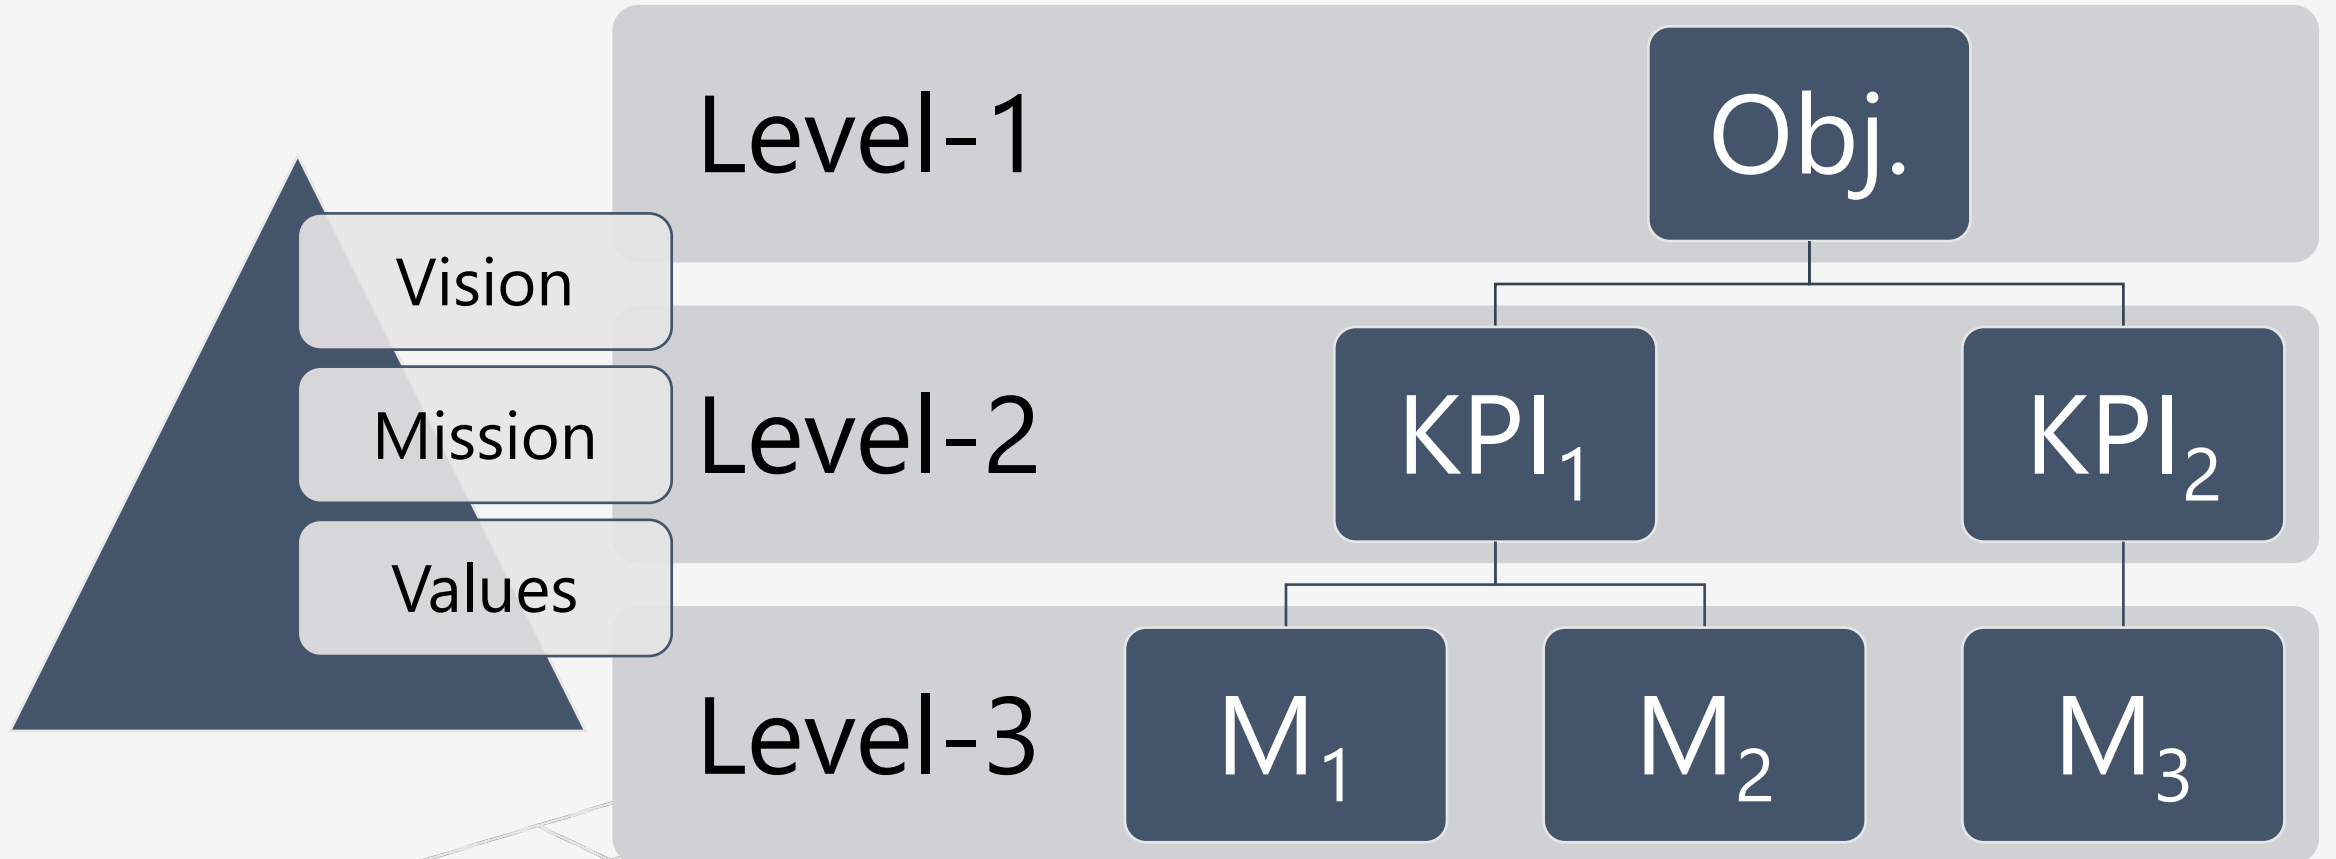 Vision
Mission
Values
Level-1
Obj.
Level-2
KPI₁
KPI₂
Level-3
M₁
M₂
M₃